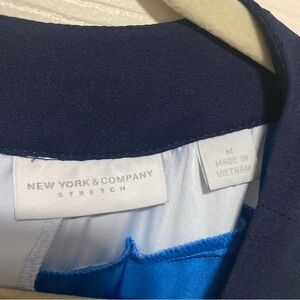 NEW YORK & COMPANY
STRETCH
M
MADE IN
VIETNAM